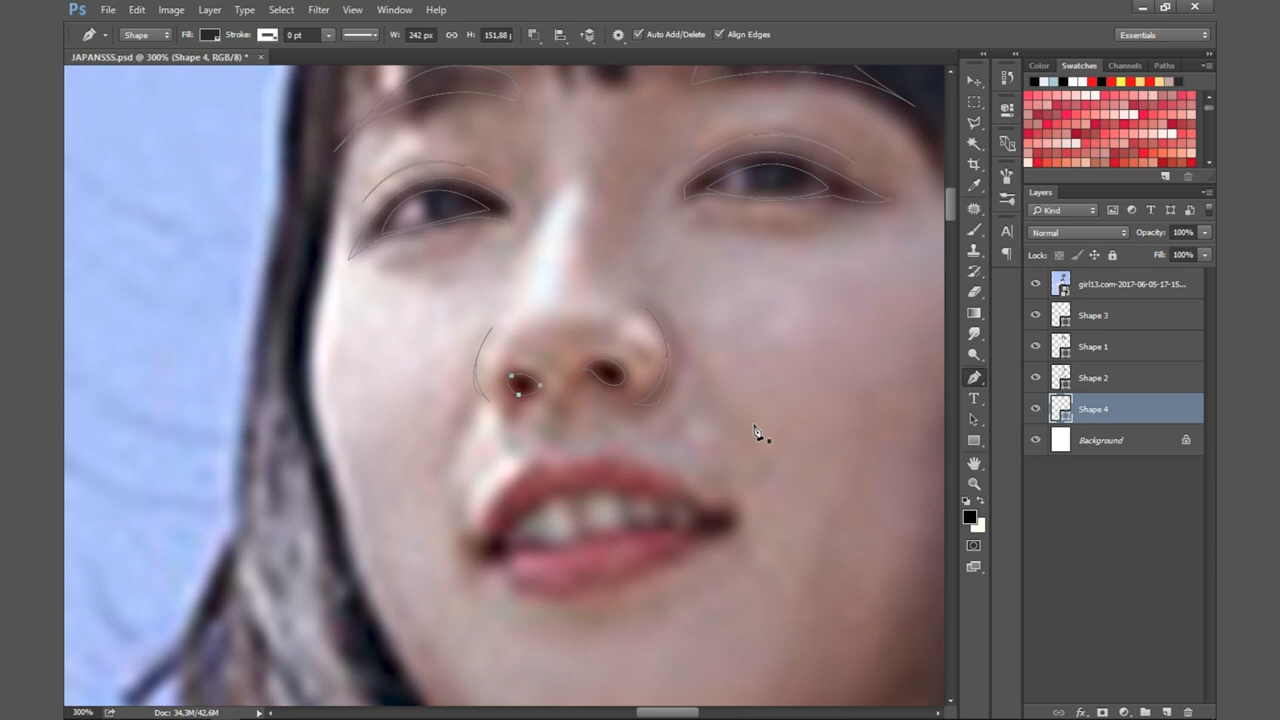 Ps File Edit Image Layer Type Select Filter View Window Help
Shape Fill: Stroke: 0 pt W: 242 px H: 151,88 Auto Add/Delete Align Edges Essentials
JAPANSSS.psd @ 300% (Shape 4, RGB/8) * ×
Color Swatches Channels Paths
Layers
Kind
Normal Opacity: 100%
Lock: Fill: 100%
girl13.com-2017-06-05-17-15...
Shape 3
Shape 1
Shape 2
Shape 4
Background
300% Doc: 34,3M/42,6M